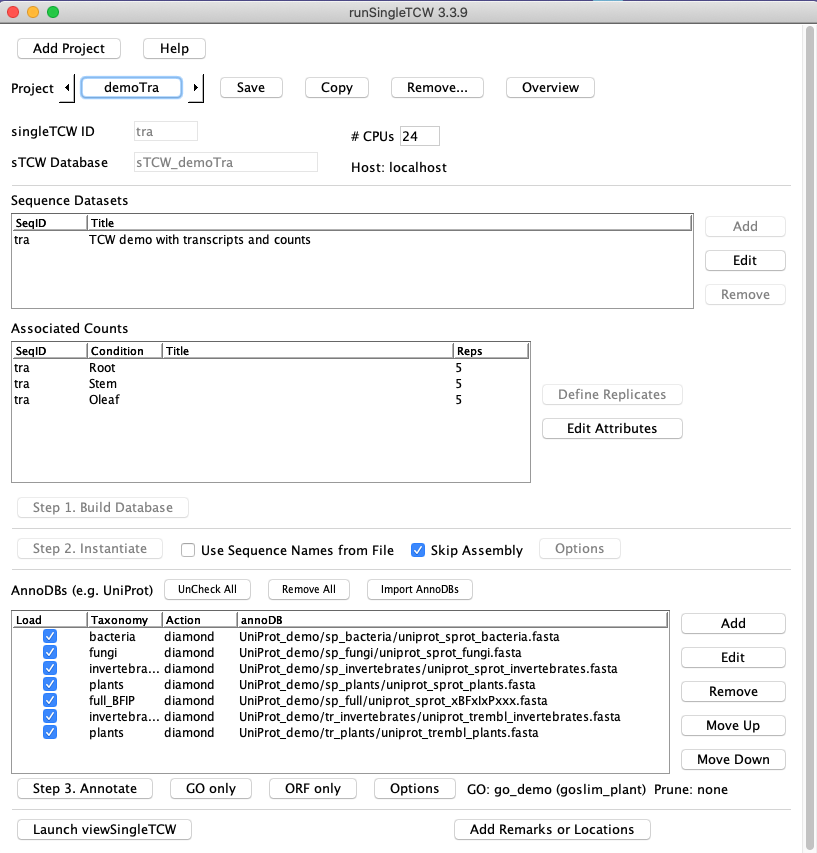 runSingleTCW 3.3.9
Add Project Help
Project demoTra Save Copy Remove... Overview
singleTCW ID tra # CPUs 24
sTCW Database sTCW_demoTra Host: localhost
Sequence Datasets
SeqID Title
tra TCW demo with transcripts and counts
Add
Edit
Remove
Associated Counts
SeqID Condition Title Reps
tra Root 5
tra Stem 5
tra Oleaf 5
Define Replicates
Edit Attributes
Step 1. Build Database
Step 2. Instantiate Use Sequence Names from File Skip Assembly Options
AnnoDBs (e.g. UniProt) UnCheck All Remove All Import AnnoDBs
Load Taxonomy Action annoDB
bacteria diamond UniProt_demo/sp_bacteria/uniprot_sprot_bacteria.fasta
fungi diamond UniProt_demo/sp_fungi/uniprot_sprot_fungi.fasta
invertebra... diamond UniProt_demo/sp_invertebrates/uniprot_sprot_invertebrates.fasta
plants diamond UniProt_demo/sp_plants/uniprot_sprot_plants.fasta
full_BFIP diamond UniProt_demo/sp_full/uniprot_sprot_xBFxIxPxxx.fasta
invertebra... diamond UniProt_demo/tr_invertebrates/uniprot_trembl_invertebrates.fasta
plants diamond UniProt_demo/tr_plants/uniprot_trembl_plants.fasta
Add
Edit
Remove
Move Up
Move Down
Step 3. Annotate GO only ORF only Options GO: go_demo (goslim_plant) Prune: none
Launch viewSingleTCW Add Remarks or Locations